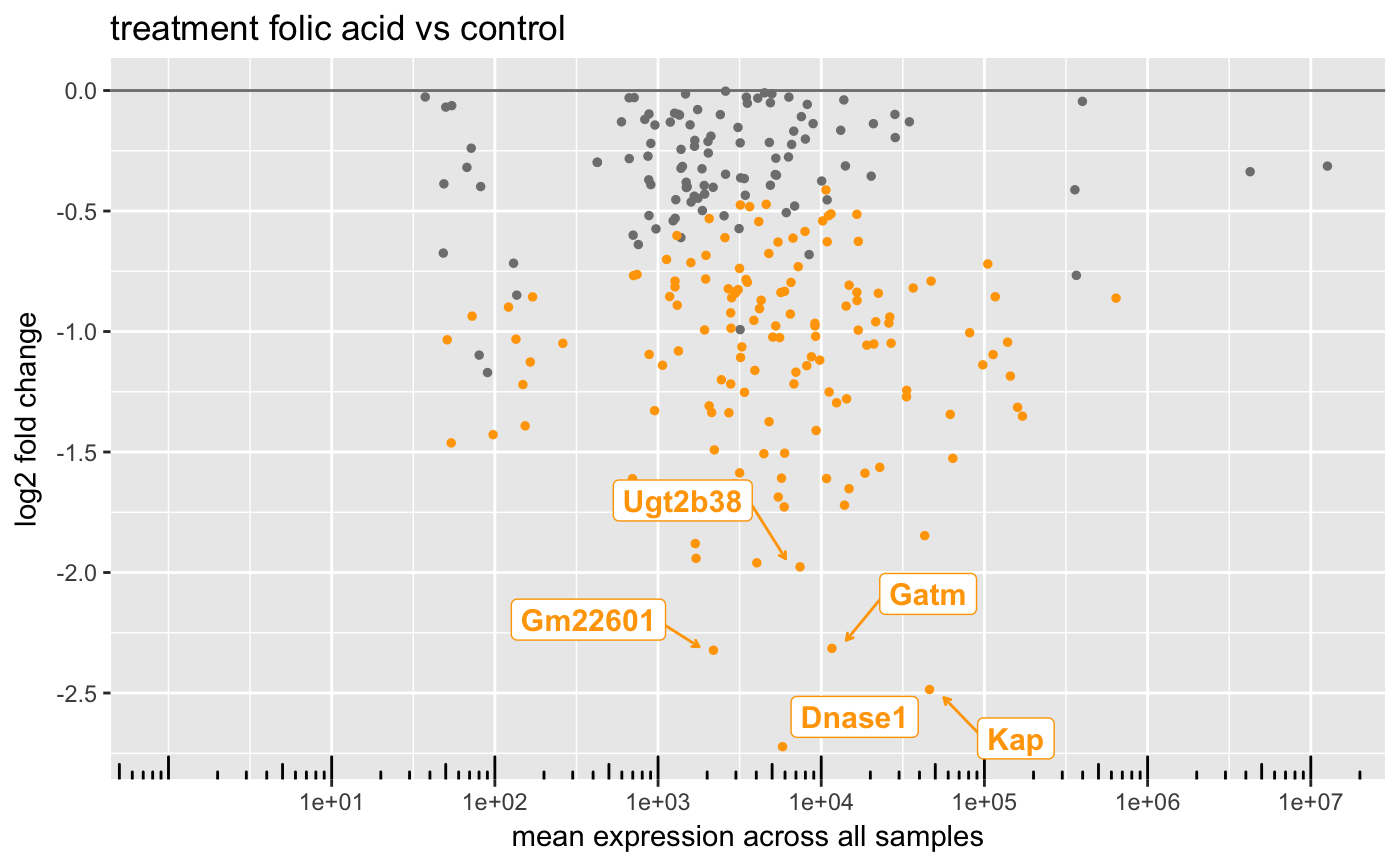 treatment folic acid vs control
log2 fold change
0.0
-0.5
-1.0
-1.5
-2.0
-2.5
Ugt2b38
Gatm
Gm22601
Dnase1
Kap
1e+01 1e+02 1e+03 1e+04 1e+05 1e+06 1e+07
mean expression across all samples